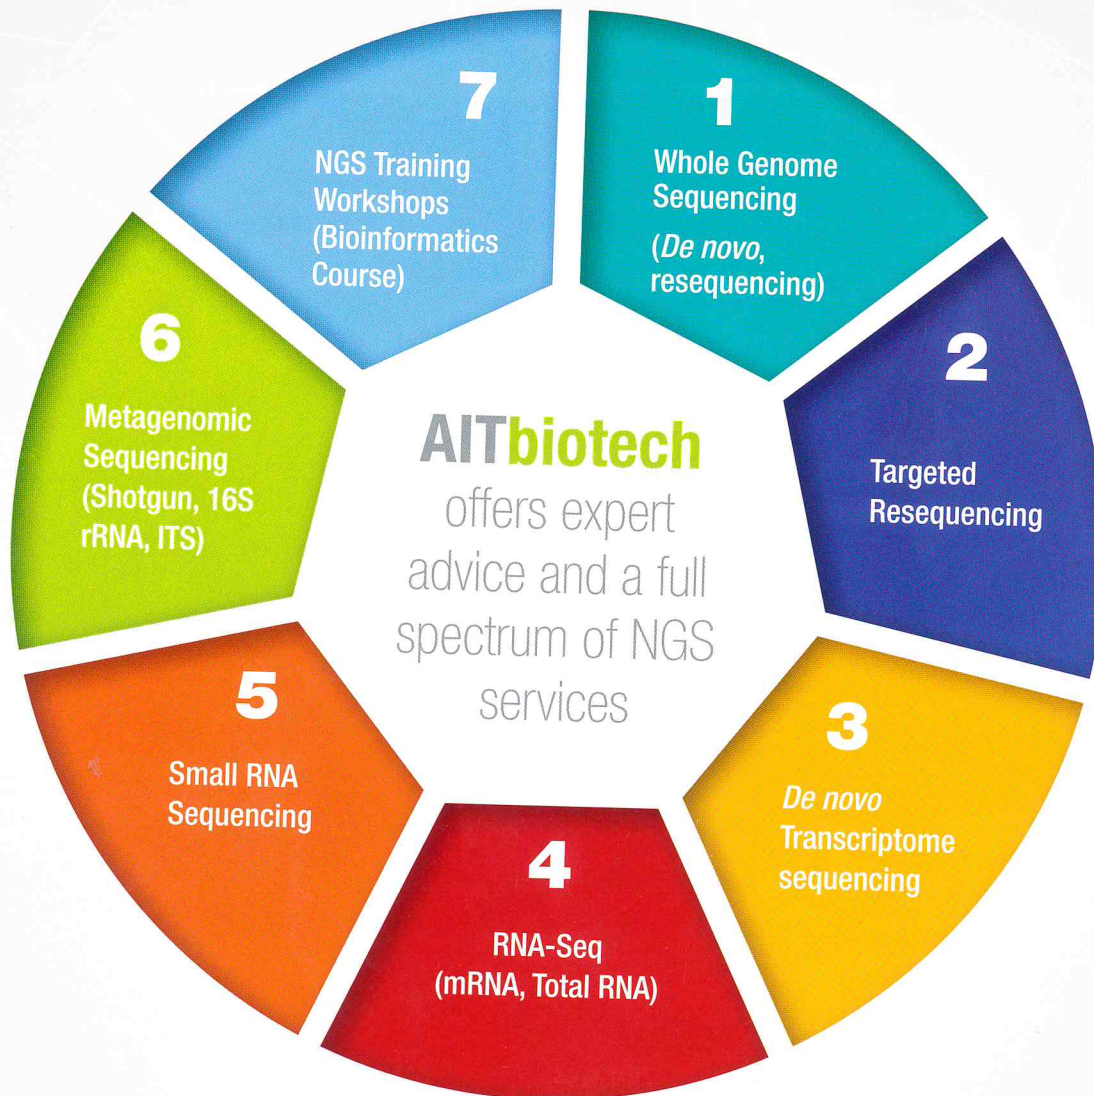 AITbiotech
offers expert
advice and a full
spectrum of NGS
services
1
Whole Genome
Sequencing
(De novo,
resequencing)
2
Targeted
Resequencing
3
De novo
Transcriptome
sequencing
4
RNA-Seq
(mRNA, Total RNA)
5
Small RNA
Sequencing
6
Metagenomic
Sequencing
(Shotgun, 16S
rRNA, ITS)
7
NGS Training
Workshops
(Bioinformatics
Course)